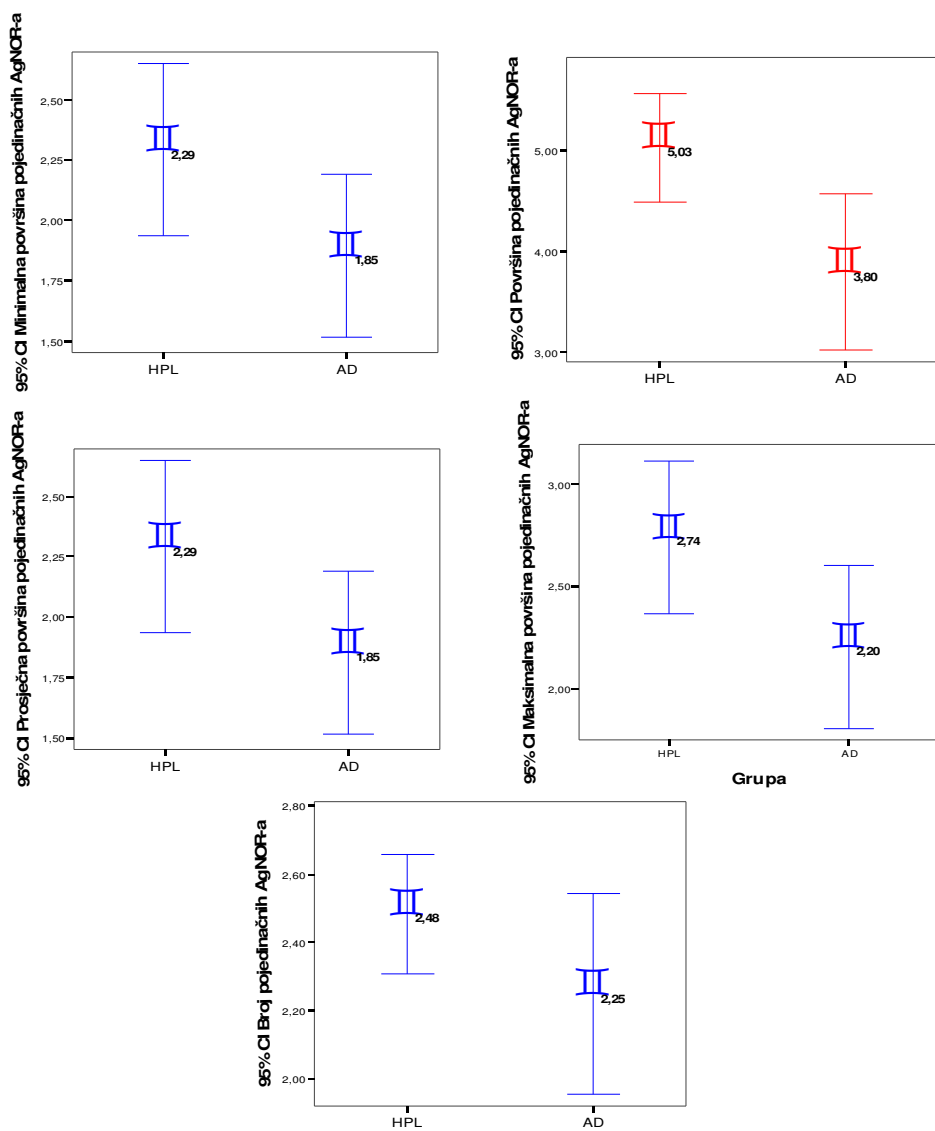 95% CI Minimalna površina pojedinačnih AgNOR-a
2,50
2,25
2,00
1,75
1,50
2,29
1,85
HPL
AD
95% CI Površina pojedinačnih AgNOR-a
5,00
4,00
3,00
5,03
3,80
HPL
AD
95% CI Prosječna površina pojedinačnih AgNOR-a
2,50
2,25
2,00
1,75
1,50
2,29
1,85
HPL
AD
95% CI Maksimalna površina pojedinačnih AgNOR-a
3,00
2,50
2,00
2,74
2,20
HPL
AD
Grupa
95% CI Broj pojedinačnih AgNOR-a
2,80
2,60
2,40
2,20
2,00
2,48
2,25
HPL
AD